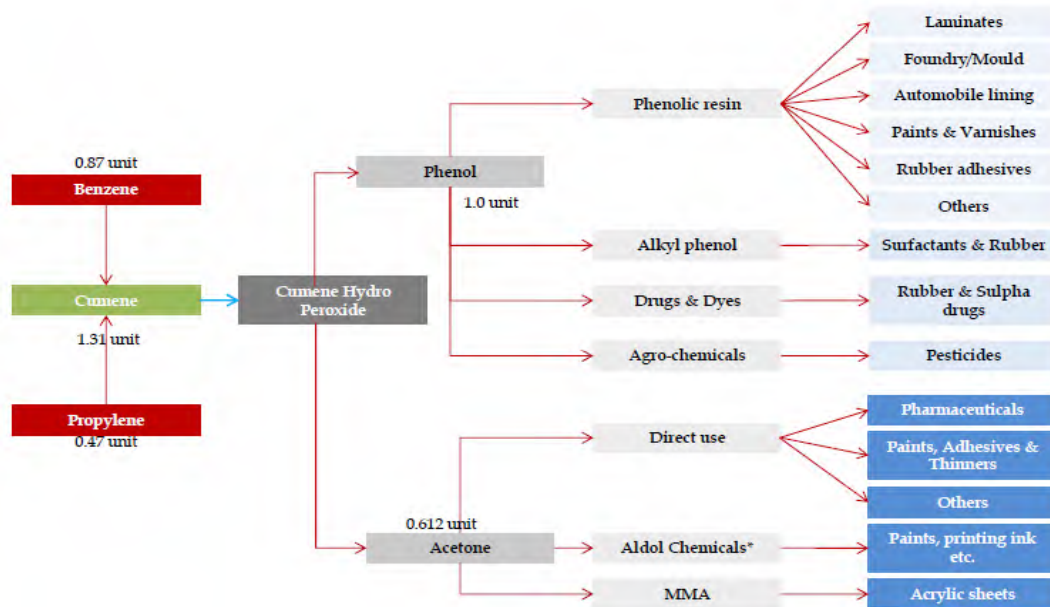 Laminates
Foundry/Mould
Phenolic resin
Automobile lining
Paints & Varnishes
Rubber adhesives
Others
0.87 unit
Benzene
Phenol
1.0 unit
Alkyl phenol
Surfactants & Rubber
Cumene
1.31 unit
Cumene Hydro
Peroxide
Drugs & Dyes
Rubber & Sulpha
drugs
Agro-chemicals
Pesticides
Propylene
0.47 unit
Direct use
Pharmaceuticals
Paints, Adhesives &
Thinners
Others
0.612 unit
Acetone
Aldol Chemicals*
Paints, printing ink
etc.
MMA
Acrylic sheets